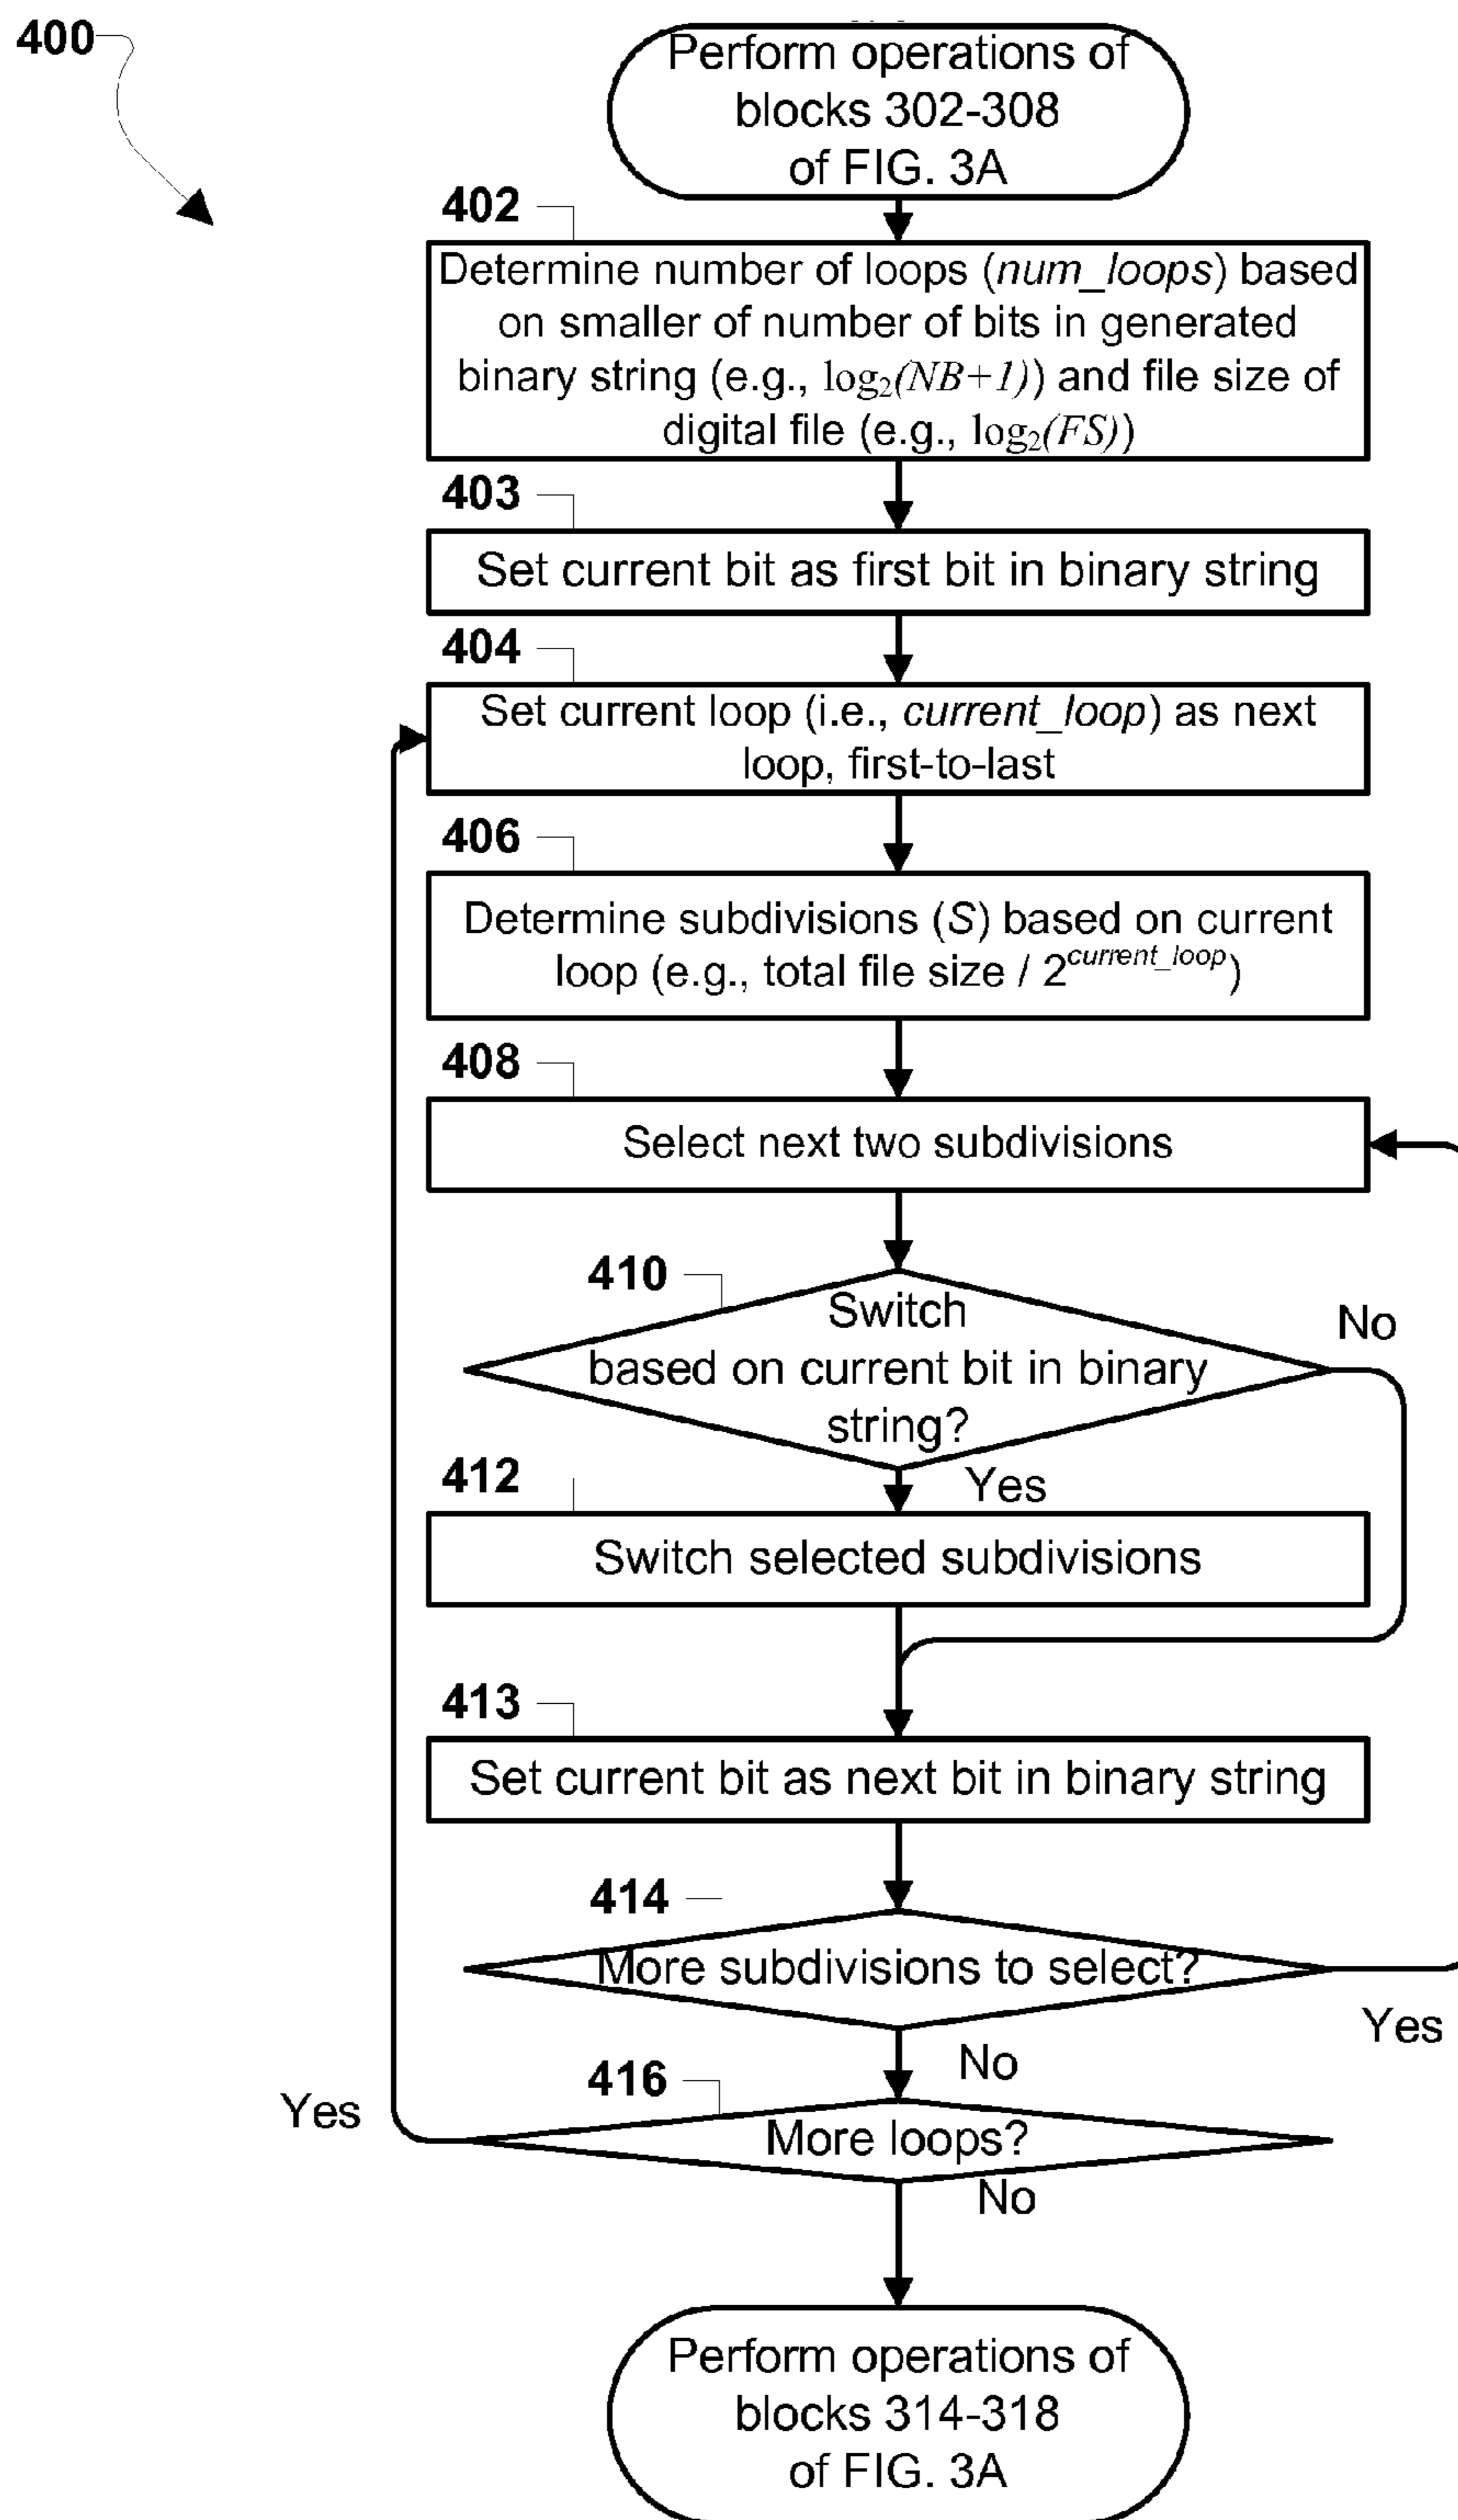 400
Perform operations of
blocks 302-308
of FIG. 3A
402
Determine number of loops (num_loops) based
on smaller of number of bits in generated
binary string (e.g., log₂(NB+1)) and file size of
digital file (e.g., log₂(FS))
403
Set current bit as first bit in binary string
404
Set current loop (i.e., current_loop) as next
loop, first-to-last
406
Determine subdivisions (S) based on current
loop (e.g., total file size / 2^current_loop)
408
Select next two subdivisions
410
Switch
based on current bit in binary
string?
No
412
Yes
Switch selected subdivisions
413
Set current bit as next bit in binary string
414
More subdivisions to select?
Yes
No
416
More loops?
Yes
No
Perform operations of
blocks 314-318
of FIG. 3A